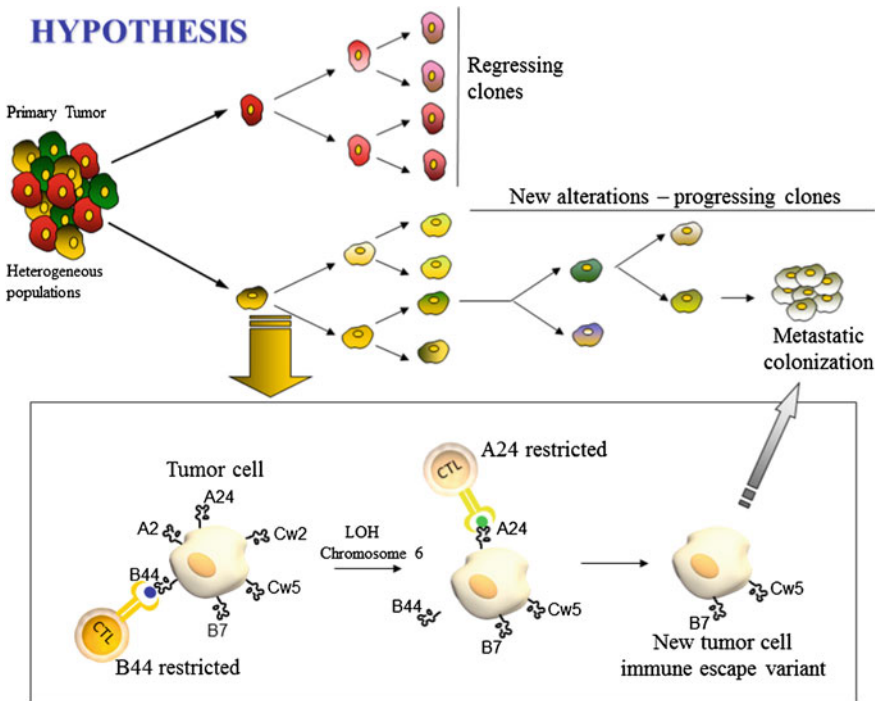 HYPOTHESIS
Primary Tumor
Heterogeneous
populations
Regressing
clones
New alterations – progressing clones
Metastatic
colonization
Tumor cell
A24
A2
Cw2
B44
Cw5
B7
CTL
B44 restricted
LOH
Chromosome 6
CTL
A24 restricted
A24
B44
Cw5
B7
Cw5
B7
New tumor cell
immune escape variant